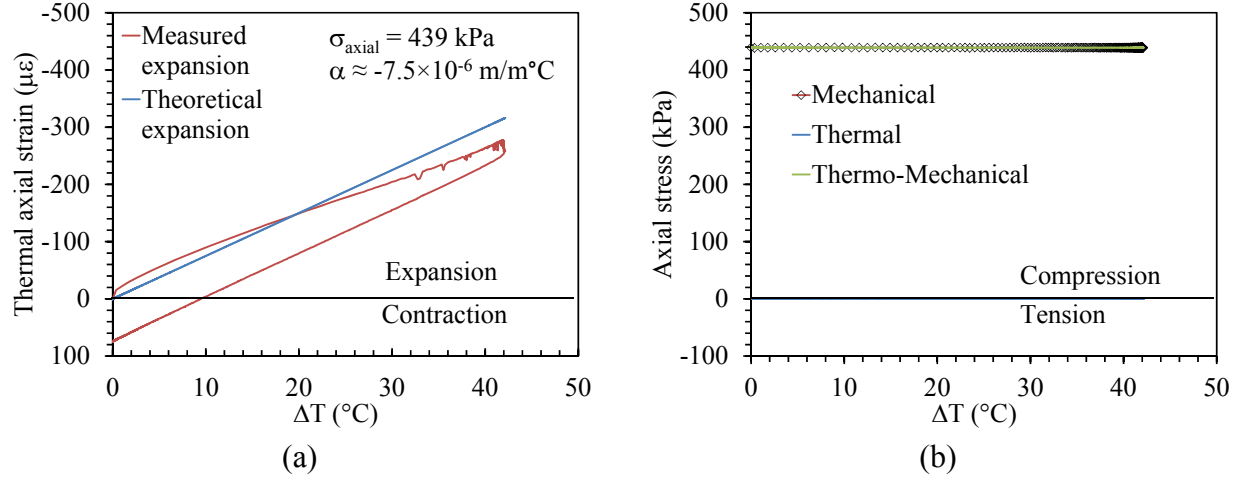 -500
-400
-300
-200
-100
0
100
Thermal axial strain (με)
Measured
expansion
Theoretical
expansion
σaxial = 439 kPa
α ≈ -7.5×10⁻⁶ m/m°C
Expansion
Contraction
0
10
20
30
40
50
ΔT (°C)
(a)
500
400
300
200
100
0
-100
Axial stress (kPa)
Mechanical
Thermal
Thermo-Mechanical
Compression
Tension
0
10
20
30
40
50
ΔT (°C)
(b)